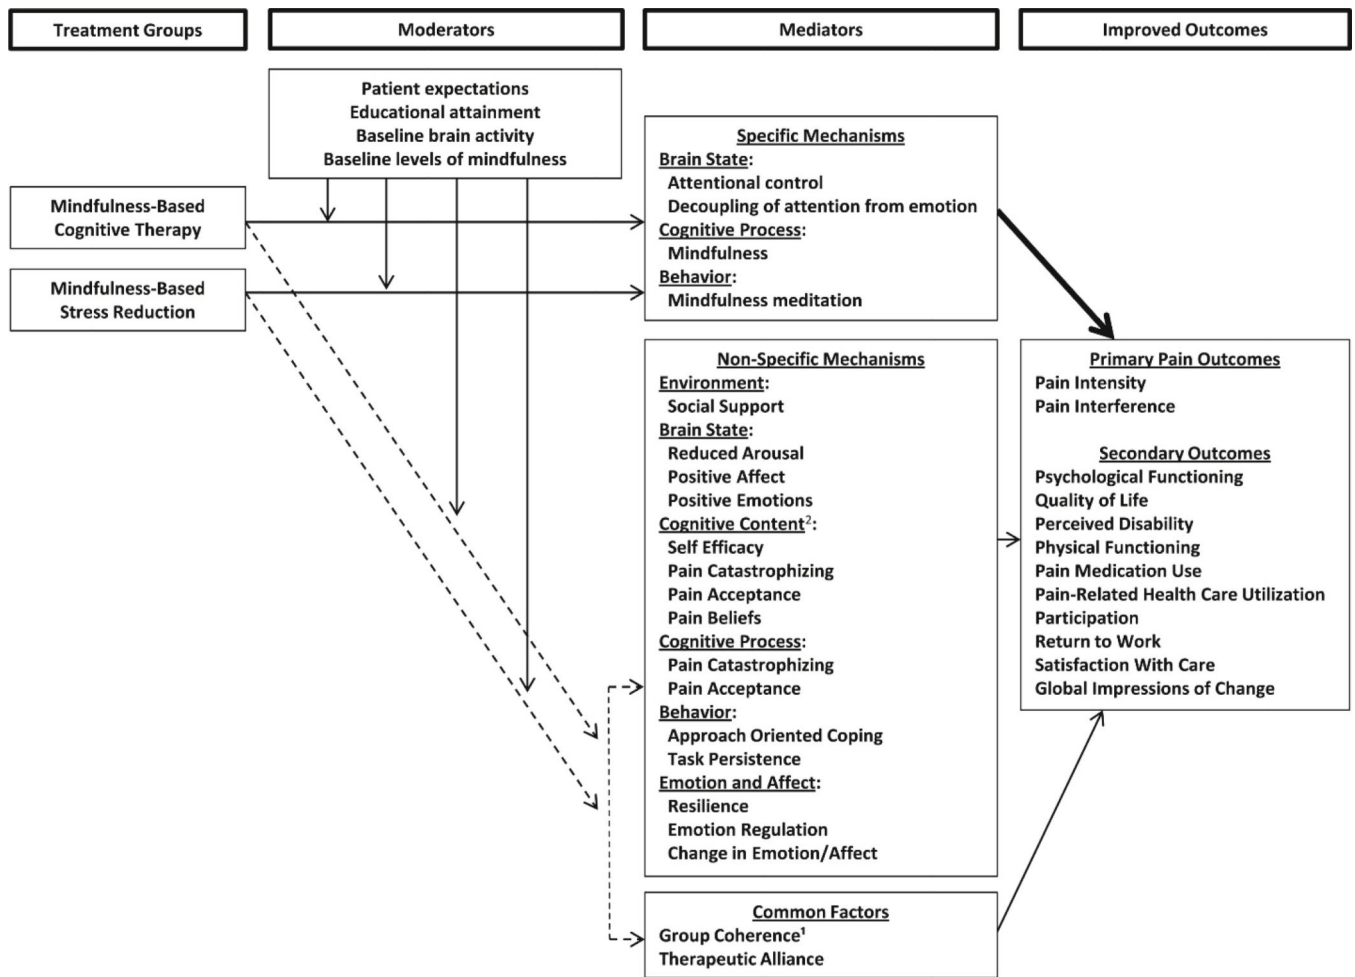 Treatment Groups
Moderators
Mediators
Improved Outcomes
Patient expectations
Educational attainment
Baseline brain activity
Baseline levels of mindfulness
Mindfulness-Based
Cognitive Therapy
Mindfulness-Based
Stress Reduction
Specific Mechanisms
Brain State:
Attentional control
Decoupling of attention from emotion
Cognitive Process:
Mindfulness
Behavior:
Mindfulness meditation
Non-Specific Mechanisms
Environment:
Social Support
Brain State:
Reduced Arousal
Positive Affect
Positive Emotions
Cognitive Content²:
Self Efficacy
Pain Catastrophizing
Pain Acceptance
Pain Beliefs
Cognitive Process:
Pain Catastrophizing
Pain Acceptance
Behavior:
Approach Oriented Coping
Task Persistence
Emotion and Affect:
Resilience
Emotion Regulation
Change in Emotion/Affect
Common Factors
Group Coherence¹
Therapeutic Alliance
Primary Pain Outcomes
Pain Intensity
Pain Interference
Secondary Outcomes
Psychological Functioning
Quality of Life
Perceived Disability
Physical Functioning
Pain Medication Use
Pain-Related Health Care Utilization
Participation
Return to Work
Satisfaction With Care
Global Impressions of Change